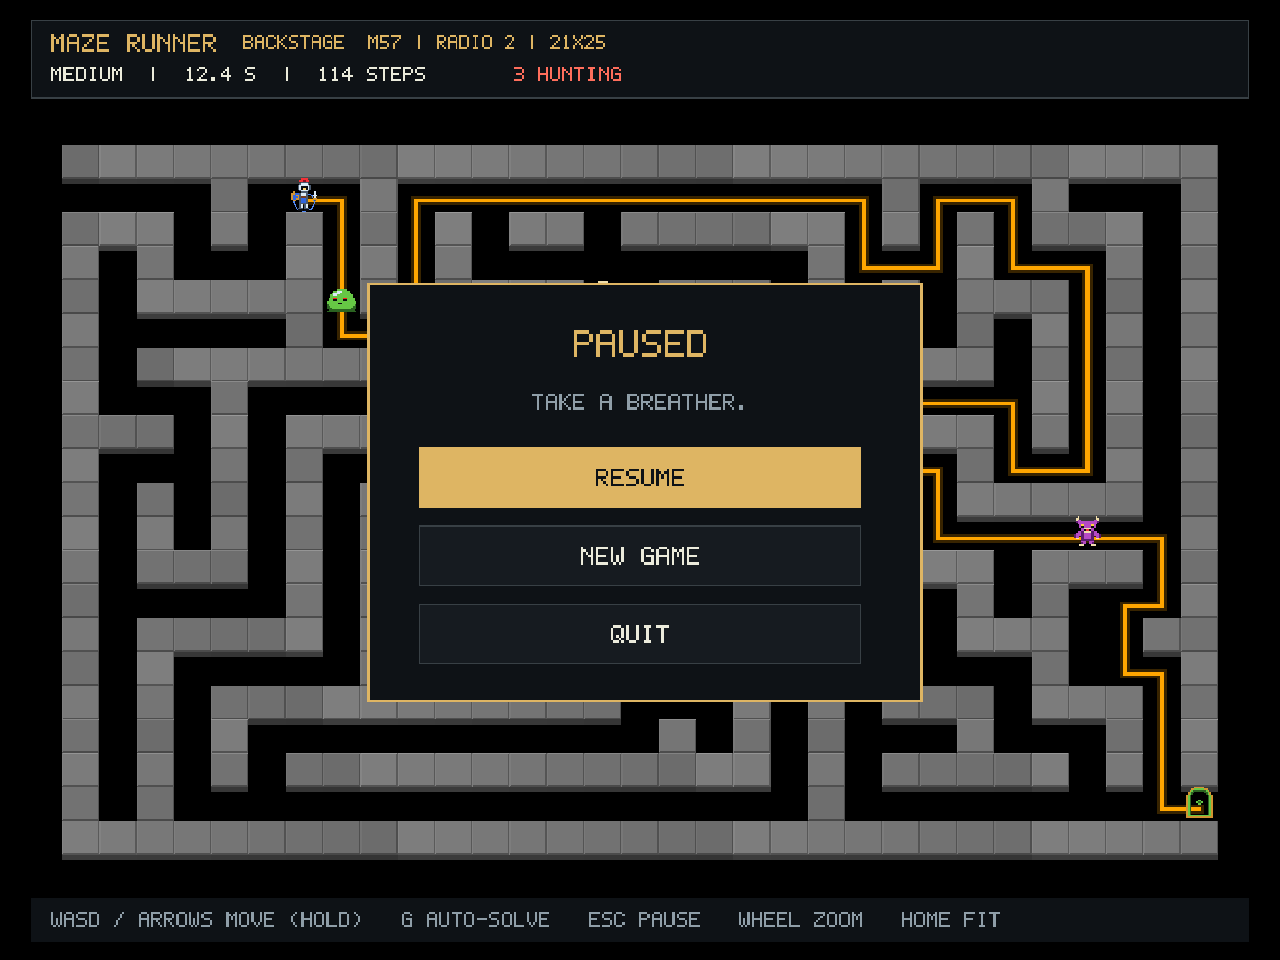 MAZE RUNNER BACKSTAGE M57 | RADIO 2 | 21X25
MEDIUM | 12.4 S | 114 STEPS 3 HUNTING
PAUSED
TAKE A BREATHER.
RESUME
NEW GAME
QUIT
WASD / ARROWS MOVE (HOLD) G AUTO-SOLVE ESC PAUSE WHEEL ZOOM HOME FIT